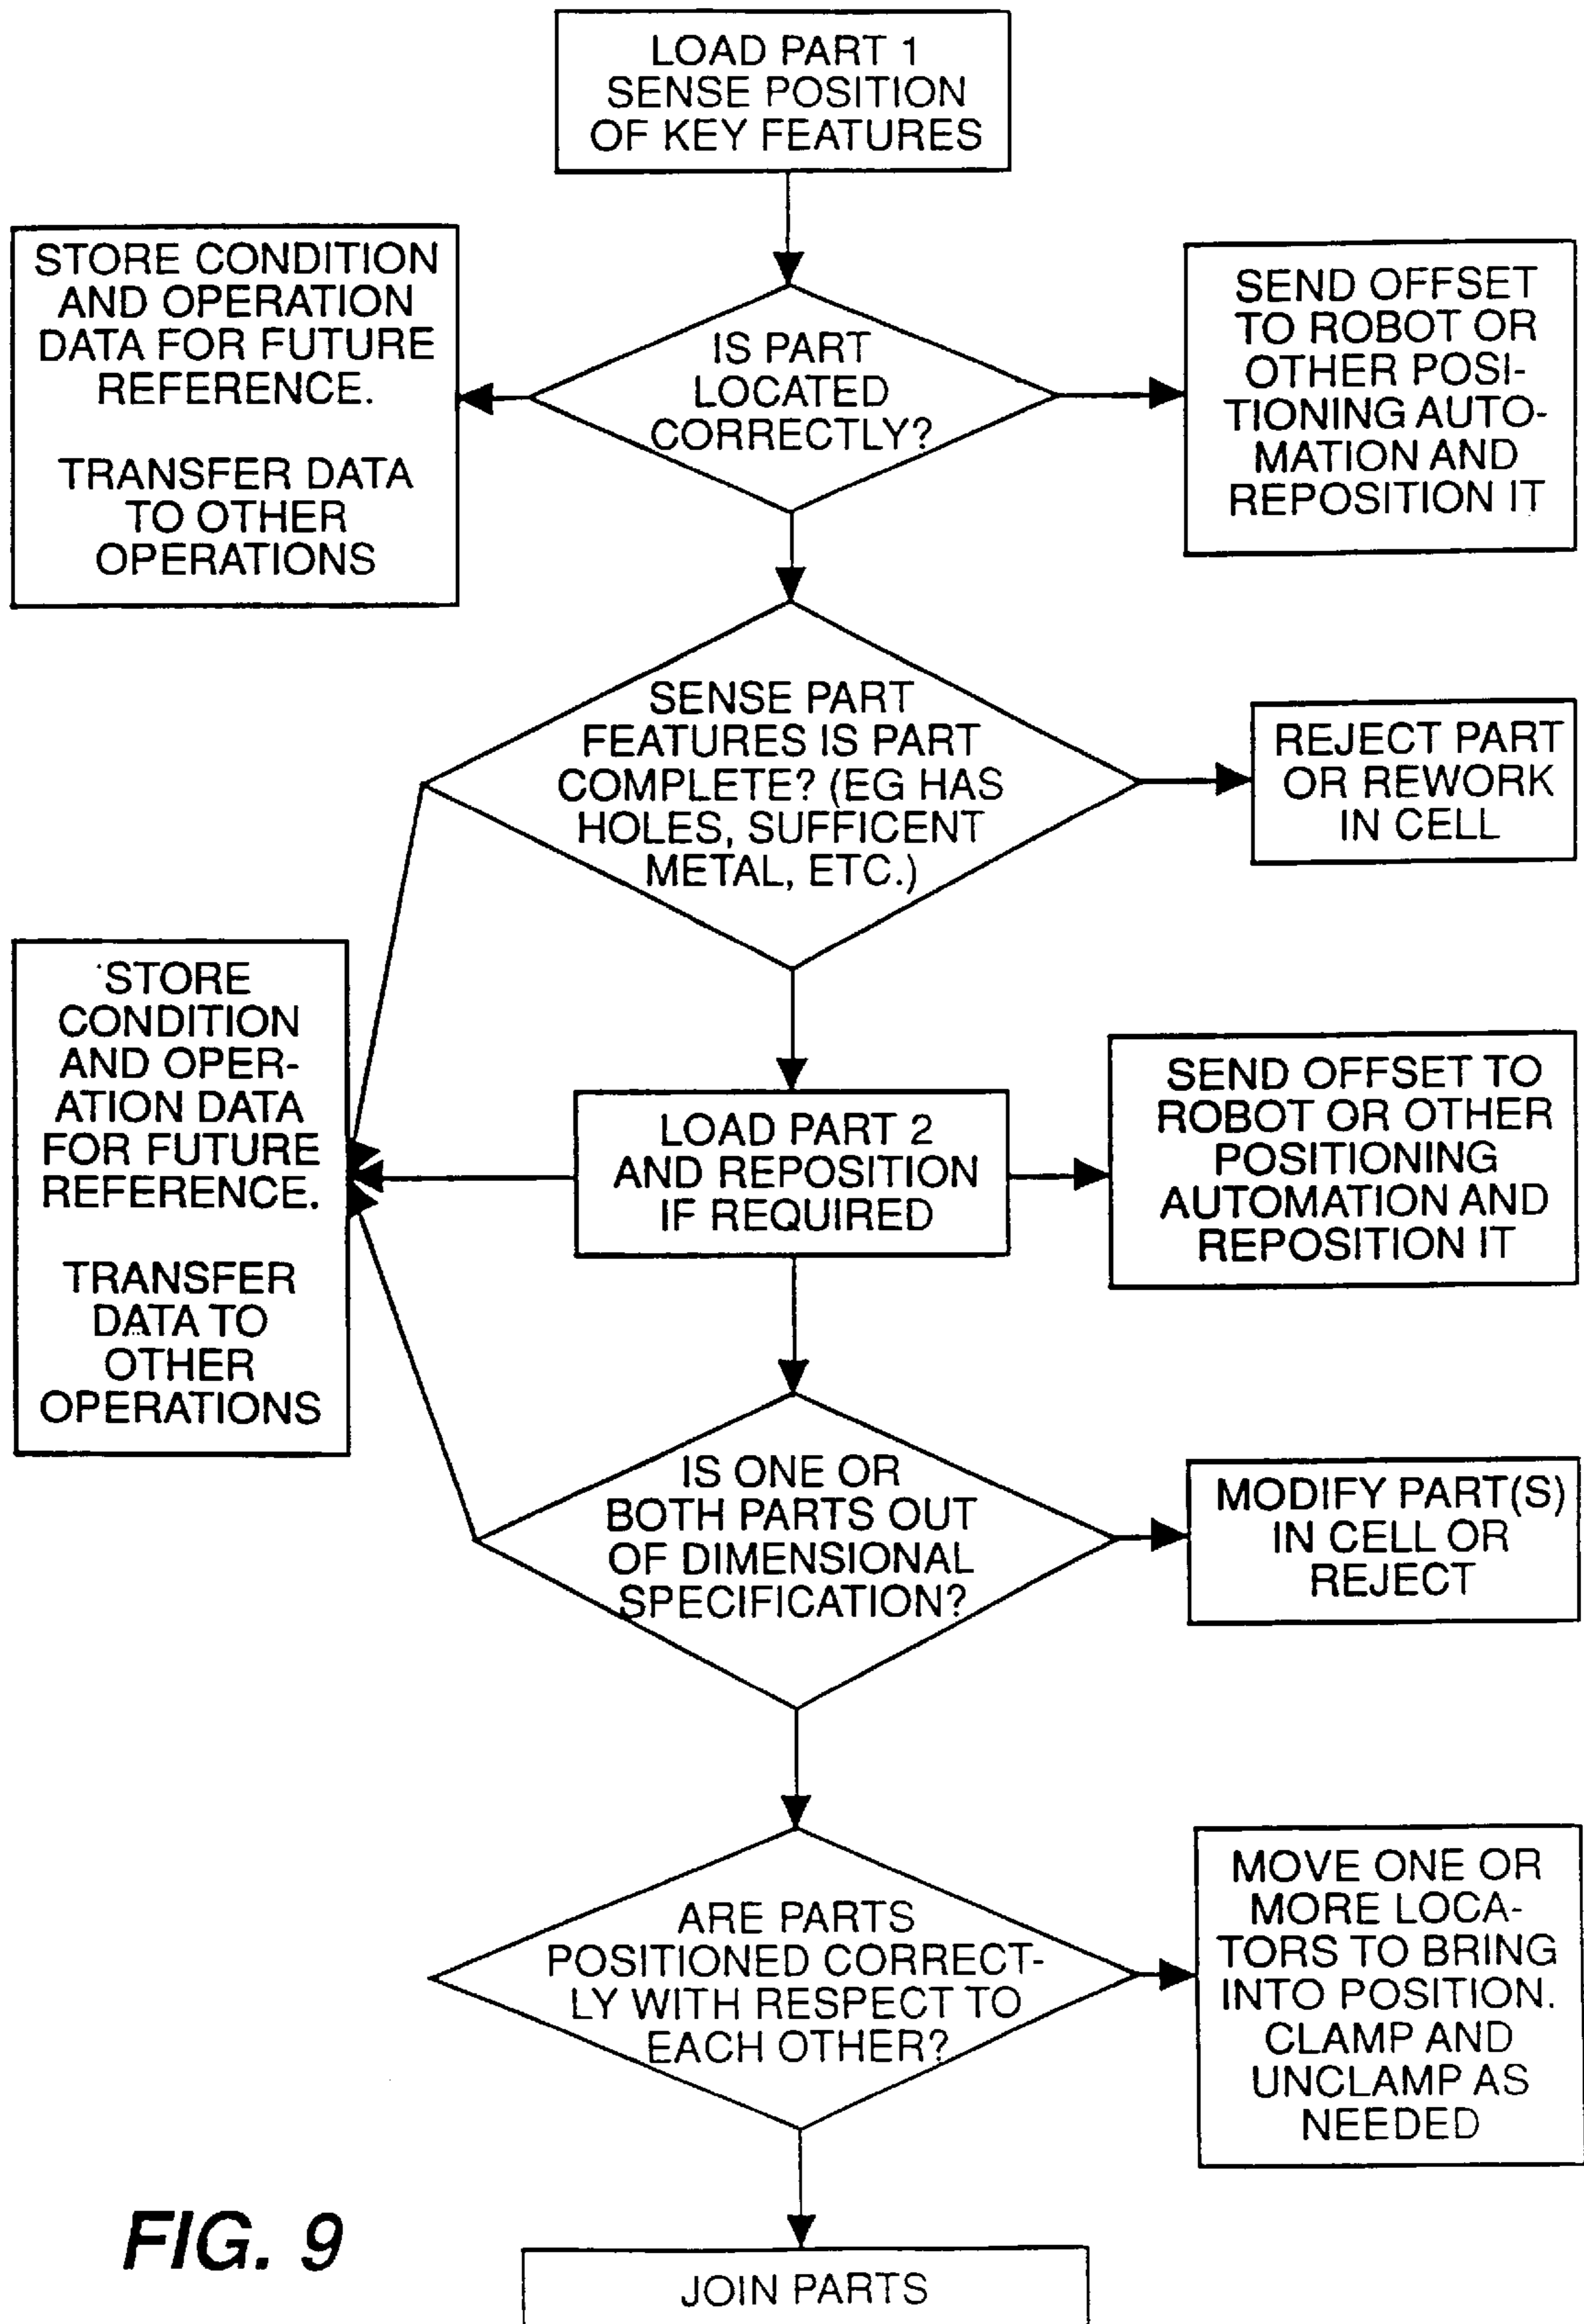 LOAD PART 1
SENSE POSITION
OF KEY FEATURES
STORE CONDITION
AND OPERATION
DATA FOR FUTURE
REFERENCE.
TRANSFER DATA
TO OTHER
OPERATIONS
IS PART
LOCATED
CORRECTLY?
SEND OFFSET
TO ROBOT OR
OTHER POSI-
TIONING AUTO-
MATION AND
REPOSITION IT
SENSE PART
FEATURES IS PART
COMPLETE? (EG HAS
HOLES, SUFFICENT
METAL, ETC.)
REJECT PART
OR REWORK
IN CELL
STORE
CONDITION
AND OPER-
ATION DATA
FOR FUTURE
REFERENCE.
TRANSFER
DATA TO
OTHER
OPERATIONS
LOAD PART 2
AND REPOSITION
IF REQUIRED
SEND OFFSET TO
ROBOT OR OTHER
POSITIONING
AUTOMATION AND
REPOSITION IT
IS ONE OR
BOTH PARTS OUT
OF DIMENSIONAL
SPECIFICATION?
MODIFY PART(S)
IN CELL OR
REJECT
ARE PARTS
POSITIONED CORRECT-
LY WITH RESPECT TO
EACH OTHER?
MOVE ONE OR
MORE LOCA-
TORS TO BRING
INTO POSITION.
CLAMP AND
UNCLAMP AS
NEEDED
FIG. 9
JOIN PARTS